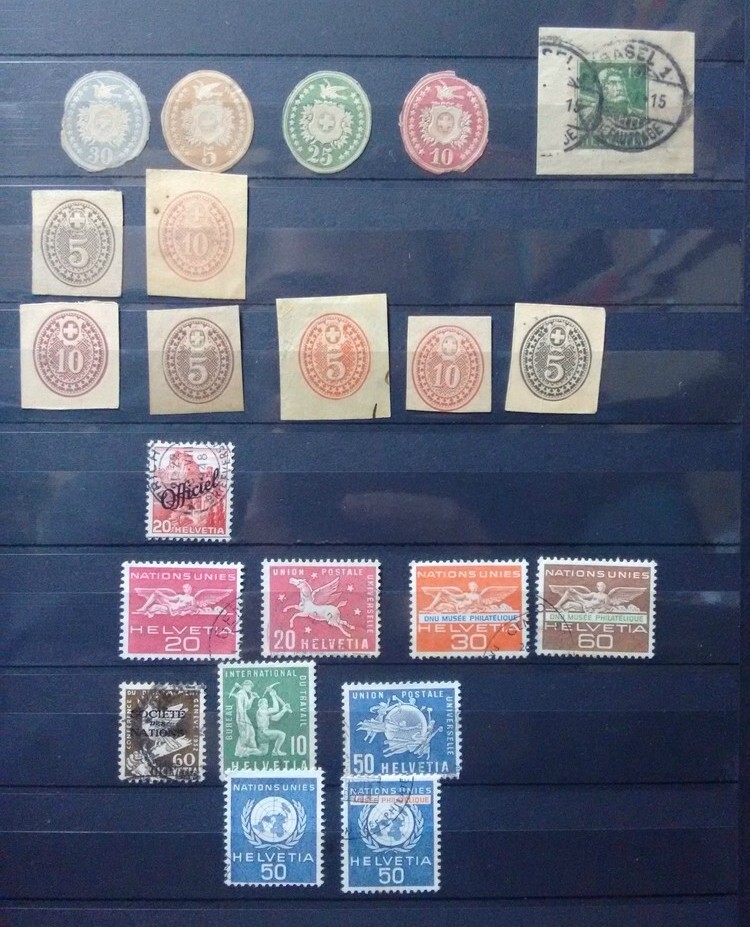 30
5
25
10
BASEL 1
15
15
5
10
10
5
5
10
5
Officiel
20 HELVETIA
NATIONS UNIES
HELVETIA
20
UNION POSTALE
UNIVERSELLE
20 HELVETIA
NATIONS UNIES
ONU MUSÉE PHILATÉLIQUE
HELVETIA
30
NATIONS UNIES
ONU MUSÉE PHILATÉLIQUE
HELVETIA
60
SOCIÉTÉ
DES
NATIONS
60
BUREAU
INTERNATIONAL
DU TRAVAIL
10
HELVETIA
UNION POSTALE
UNIVERSELLE
50 HELVETIA
NATIONS UNIES
HELVETIA
50
NATIONS UNIES
MUSÉE PHILATÉLIQUE
HELVETIA
50